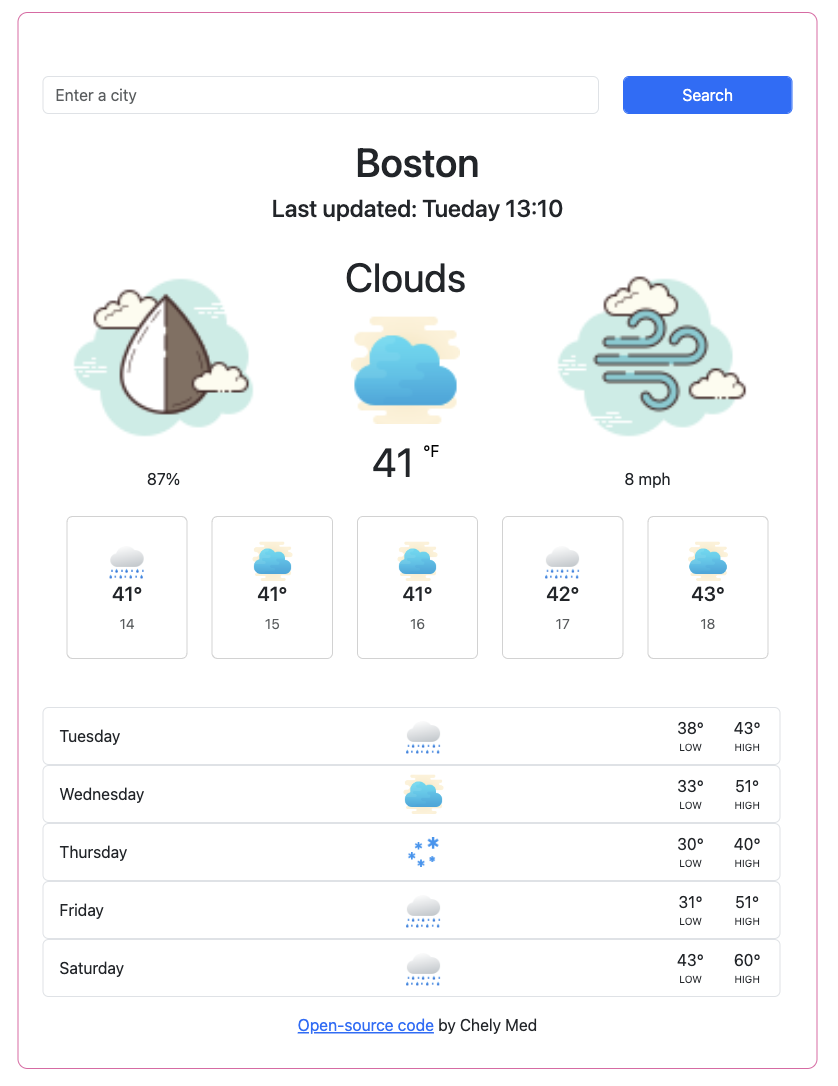 Enter a city Search
Boston
Last updated: Tueday 13:10
Clouds
41 °F
87% 8 mph
41° 41° 41° 42° 43°
14 15 16 17 18
Tuesday 38° 43°
LOW HIGH
Wednesday 33° 51°
LOW HIGH
Thursday 30° 40°
LOW HIGH
Friday 31° 51°
LOW HIGH
Saturday 43° 60°
LOW HIGH
Open-source code by Chely Med